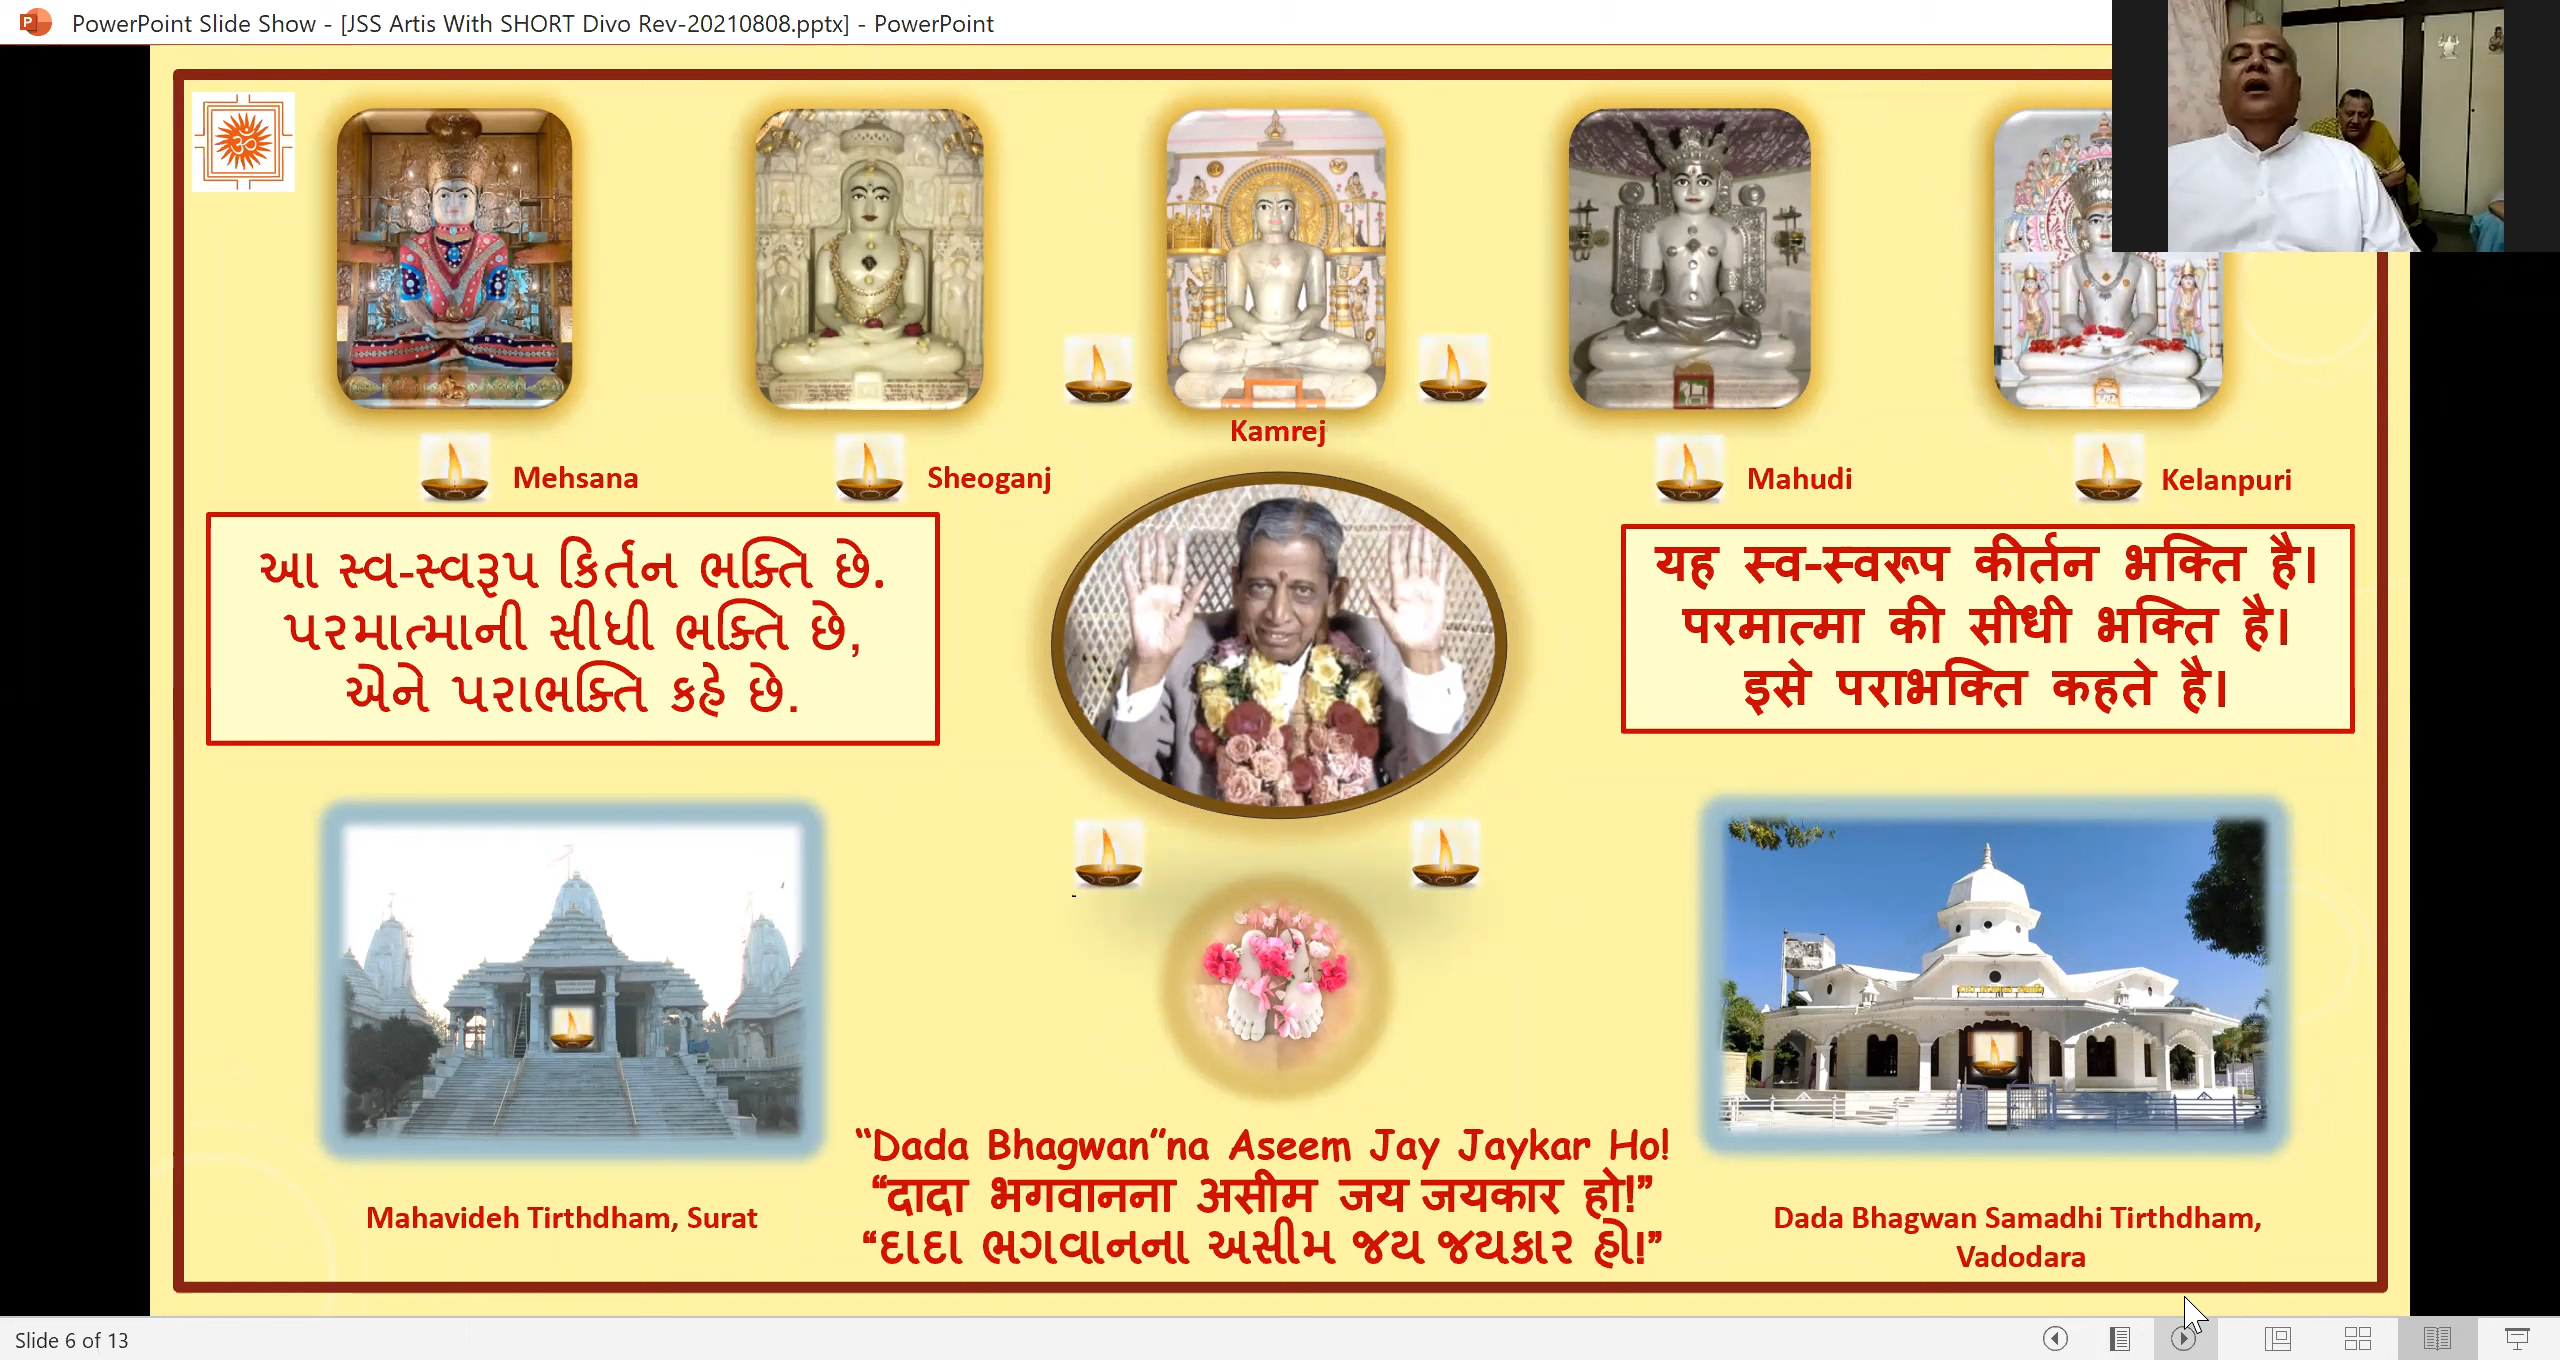 PowerPoint Slide Show - [JSS Artis With SHORT Divo Rev-20210808.pptx] - PowerPoint
Kamrej
Mehsana
Sheoganj
Mahudi
Kelanpuri
આ સ્વ-સ્વરૂપ કિર્તન ભક્તિ છે.
પરમાત્માની સીધી ભક્તિ છે,
એને પરાભક્તિ કહે છે.
यह स्व-स्वरूप कीर्तन भक्ति है।
परमात्मा की सीधी भक्ति है।
इसे पराभक्ति कहते है।
“Dada Bhagwan”na Aseem Jay Jaykar Ho!
“दादा भगवानना असीम जय जयकार हो!”
“દાદા ભગવાનના અસીમ જય જયકાર હો!”
Mahavideh Tirthdham, Surat
Dada Bhagwan Samadhi Tirthdham,
Vadodara
Slide 6 of 13